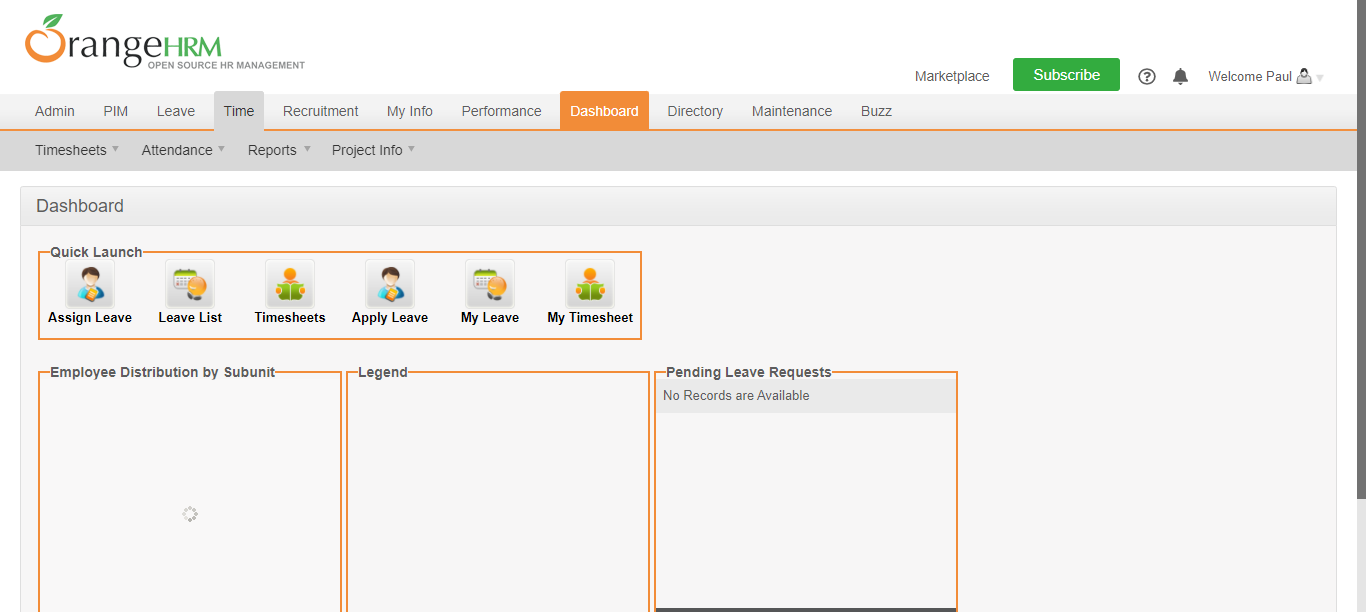 OrangeHRM
OPEN SOURCE HR MANAGEMENT
Marketplace Subscribe Welcome Paul
Admin PIM Leave Time Recruitment My Info Performance Dashboard Directory Maintenance Buzz
Timesheets Attendance Reports Project Info
Dashboard
Quick Launch
Assign Leave Leave List Timesheets Apply Leave My Leave My Timesheet
Employee Distribution by Subunit Legend Pending Leave Requests
No Records are Available